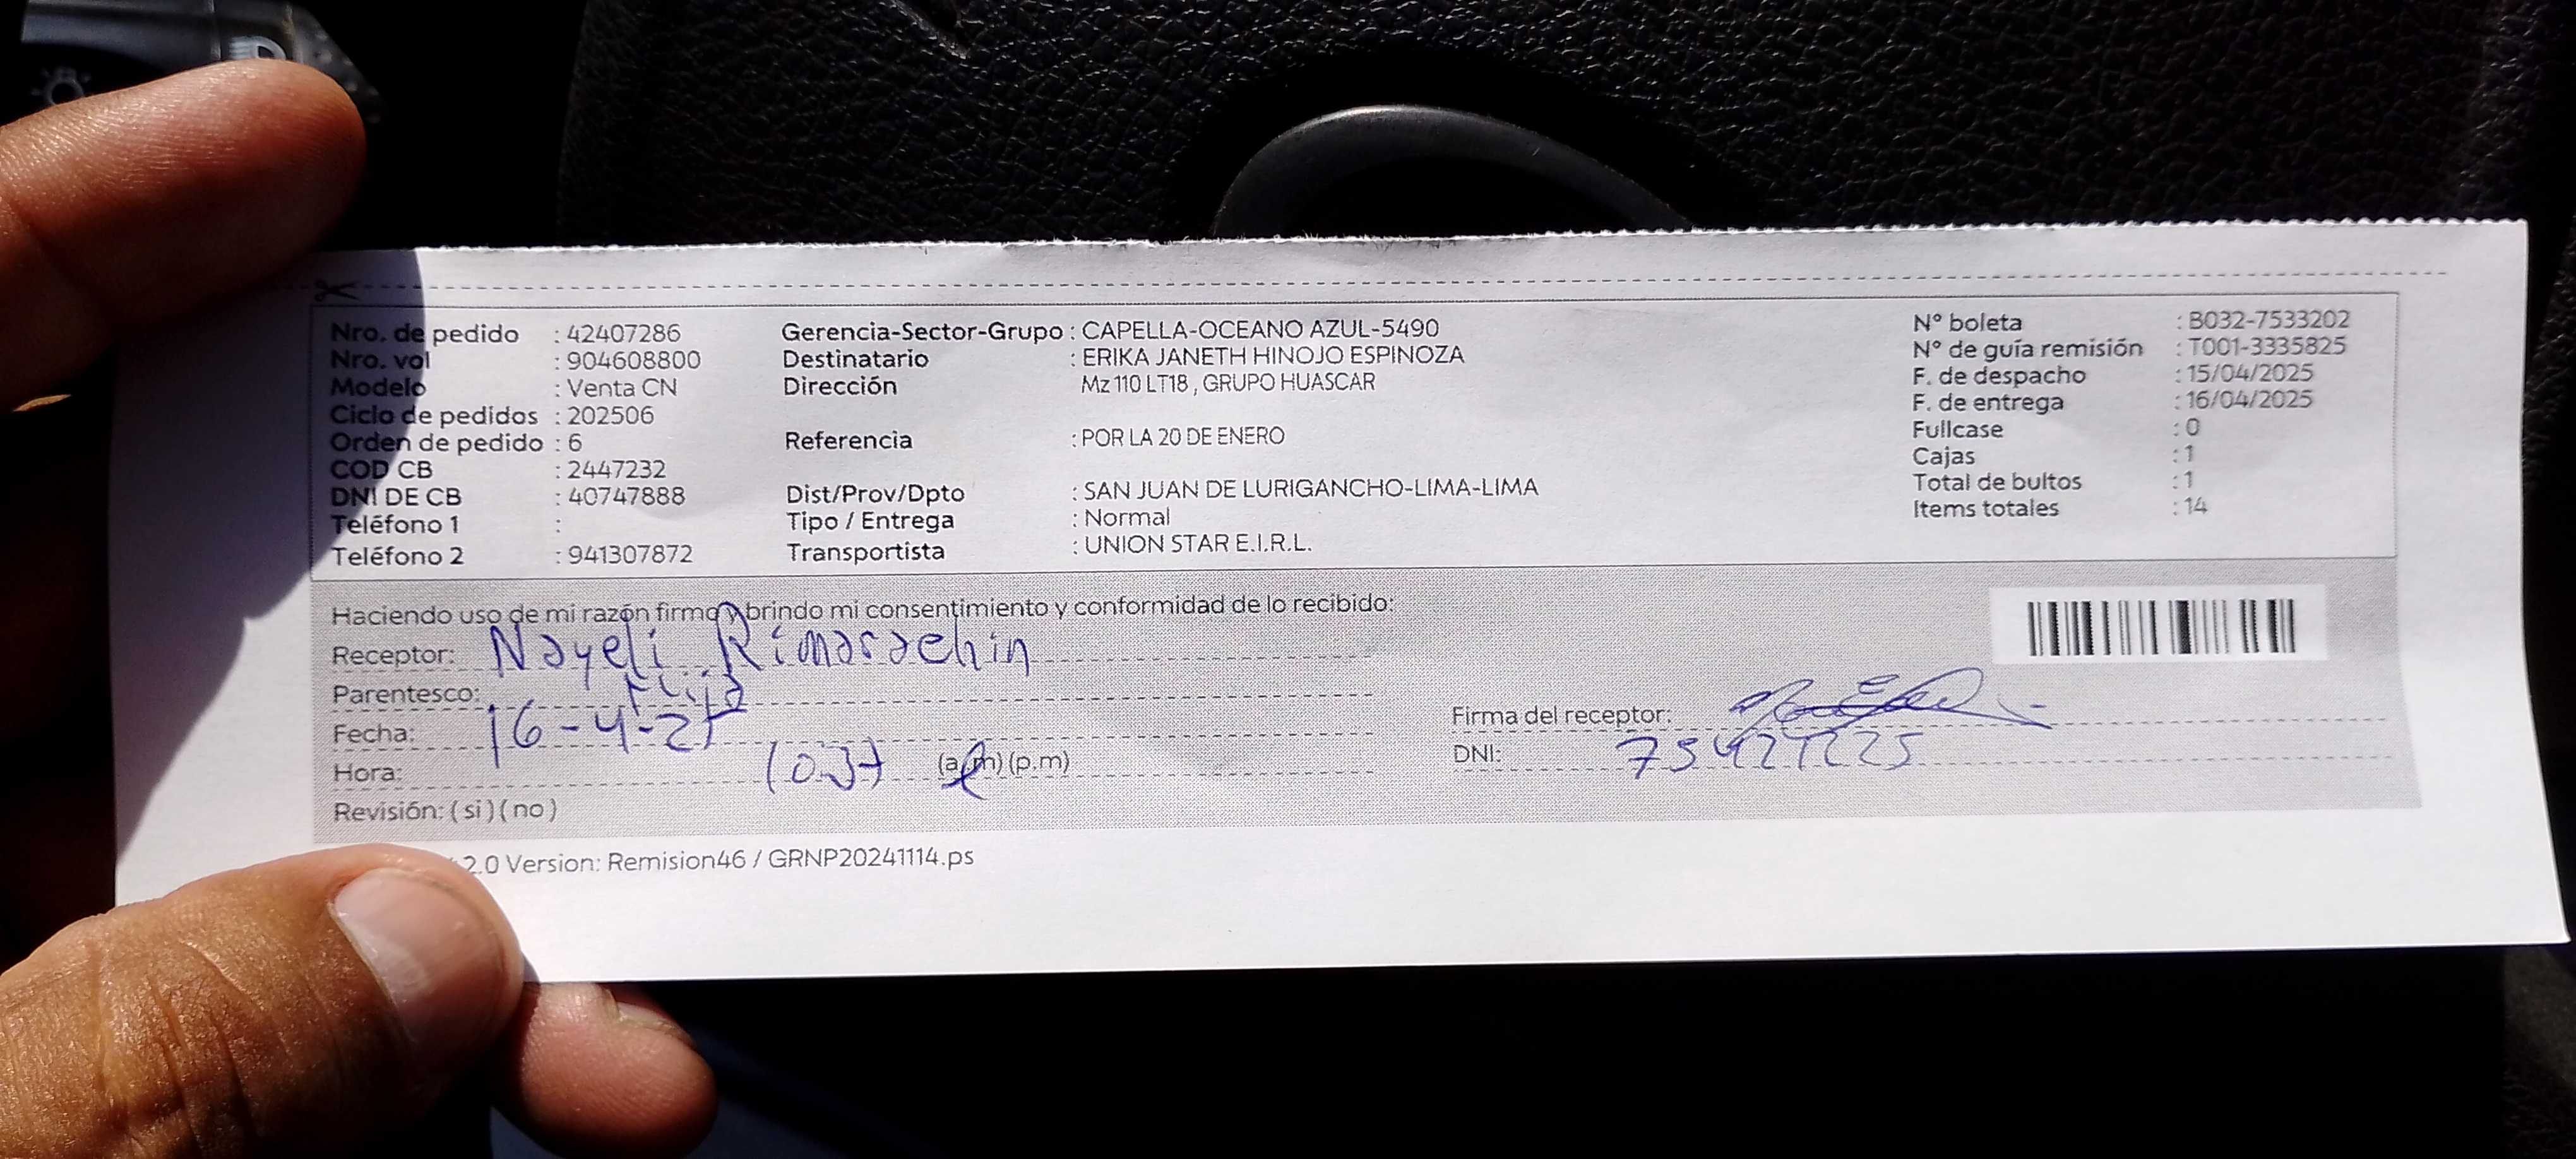 Nro. de pedido : 42407286
Nro. vol : 904608800
Modelo : Venta CN
Ciclo de pedidos : 202506
Orden de pedido : 6
COD CB : 2447232
DNI DE CB : 40747888
Teléfono 1 :
Teléfono 2 : 941307872
Gerencia-Sector-Grupo : CAPELLA-OCEANO AZUL-5490
Destinatario : ERIKA JANETH HINOJO ESPINOZA
Dirección Mz 110 LT18 , GRUPO HUASCAR
Referencia : POR LA 20 DE ENERO
Dist/Prov/Dpto : SAN JUAN DE LURIGANCHO-LIMA-LIMA
Tipo / Entrega : Normal
Transportista : UNION STAR E.I.R.L.
N° boleta : B032-7533202
N° de guía remisión : T001-3335825
F. de despacho : 15/04/2025
F. de entrega : 16/04/2025
Fullcase : 0
Cajas : 1
Total de bultos : 1
Items totales : 14
Haciendo uso de mi razón firmo y brindo mi consentimiento y conformidad de lo recibido:
Receptor: Nayeli Rimarachin
Parentesco: Hija
Fecha: 16-4-25
Hora: (a.m) (p.m)
Revisión: ( si ) ( no )
Firma del receptor:
DNI:
2.0 Version: Remision46 / GRNP20241114.ps